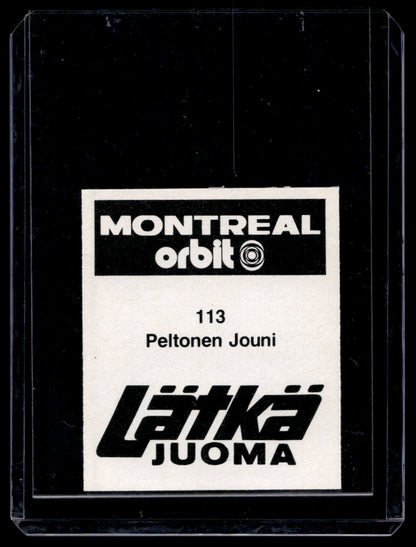 MONTREAL
orbit
113
Peltonen Jouni
Lätkä
JUOMA